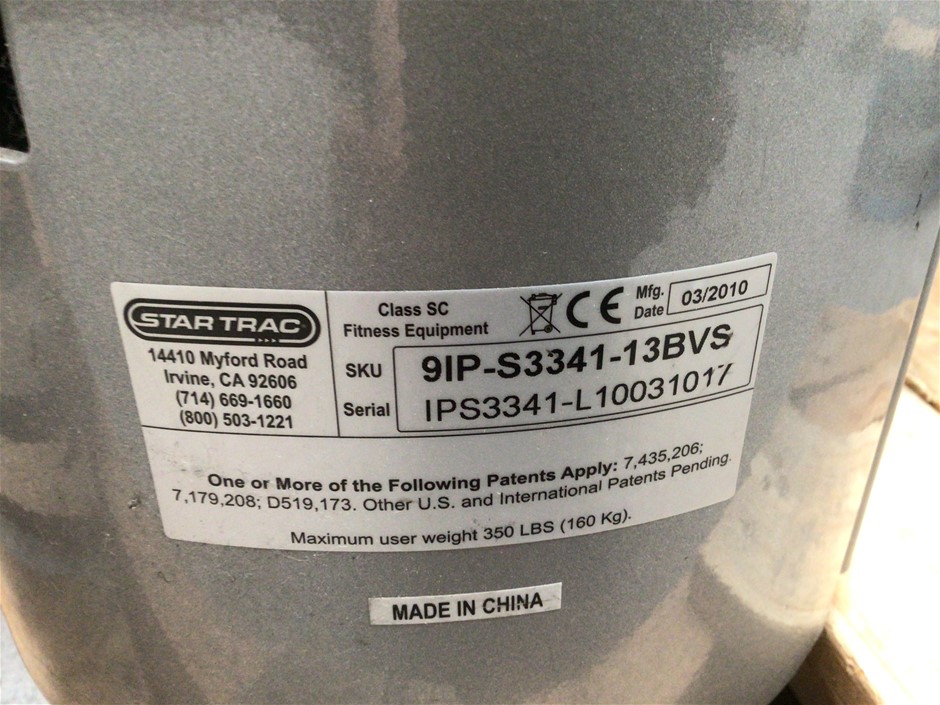 STAR TRAC
14410 Myford Road
Irvine, CA 92606
(714) 669-1660
(800) 503-1221
Class SC
Fitness Equipment
CE
Mfg.
Date
03/2010
SKU
9IP-S3341-13BVS
Serial
IPS3341-L10031017
One or More of the Following Patents Apply: 7,435,206;
7,179,208; D519,173. Other U.S. and International Patents Pending.
Maximum user weight 350 LBS (160 Kg).
MADE IN CHINA